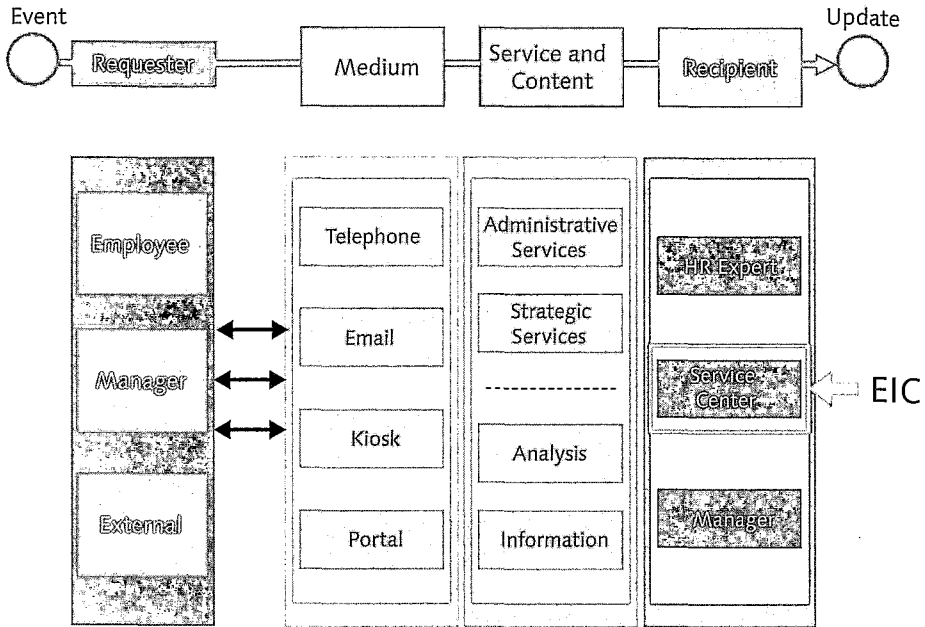 Event
Update
Requester
Medium
Service and
Content
Recipient
Employee
Manager
External
Telephone
Email
Kiosk
Portal
Administrative
Services
Strategic
Services
Analysis
Information
HR Expert
Service
Center
Manager
EIC